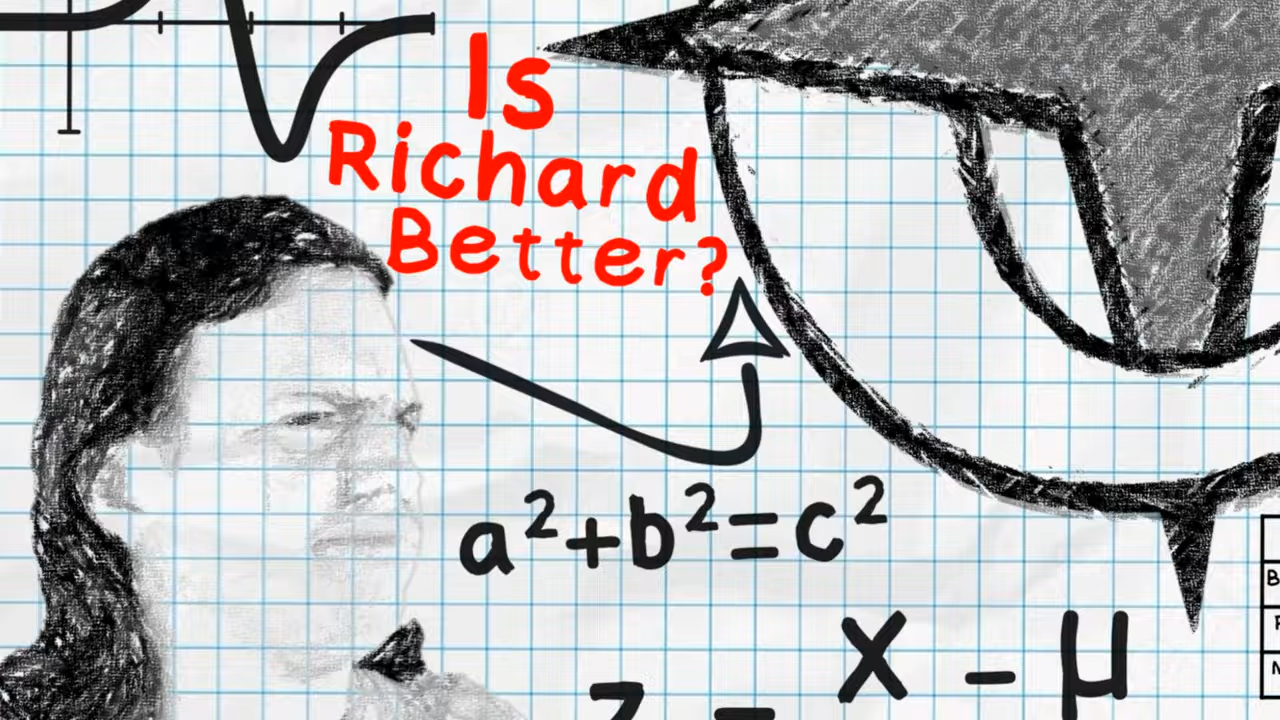 Is
Richard
Better?
a²+b²=c²
x - μ
z =
B